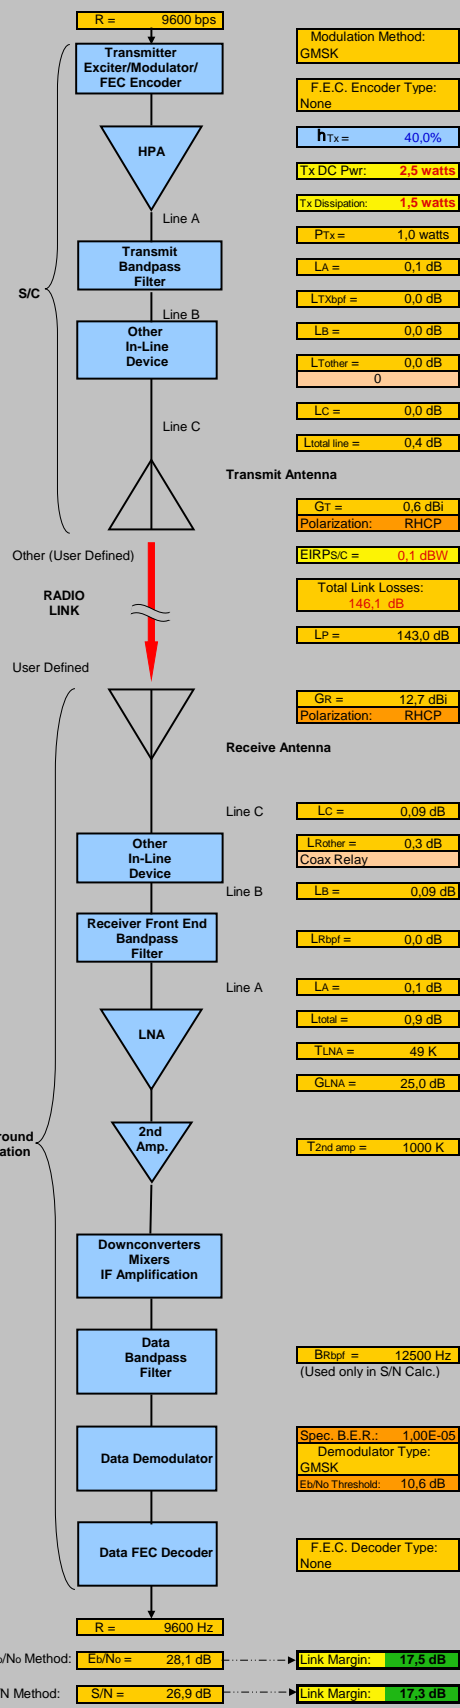 R = 9600 bps
Transmitter
Exciter/Modulator/
FEC Encoder
Modulation Method:
GMSK
F.E.C. Encoder Type:
None
HPA
hTx = 40,0%
Tx DC Pwr: 2,5 watts
Tx Dissipation: 1,5 watts
Line A
PTx = 1,0 watts
Transmit
Bandpass
Filter
LA = 0,1 dB
LTXbpf = 0,0 dB
S/C
Line B
LB = 0,0 dB
Other
In-Line
Device
LTother = 0,0 dB
0
Line C
LC = 0,0 dB
Ltotal line = 0,4 dB
Transmit Antenna
GT = 0,6 dBi
Polarization: RHCP
Other (User Defined)
EIRPS/C = 0,1 dBW
RADIO
LINK
Total Link Losses:
146,1 dB
LP = 143,0 dB
User Defined
GR = 12,7 dBi
Polarization: RHCP
Receive Antenna
Line C
LC = 0,09 dB
Other
In-Line
Device
LRother = 0,3 dB
Coax Relay
Line B
LB = 0,09 dB
Receiver Front End
Bandpass
Filter
LRbpf = 0,0 dB
Line A
LA = 0,1 dB
LNA
Ltotal = 0,9 dB
TLNA = 49 K
GLNA = 25,0 dB
2nd
Amp.
round
ation
T2nd amp = 1000 K
Downconverters
Mixers
IF Amplification
Data
Bandpass
Filter
BRbpf = 12500 Hz
(Used only in S/N Calc.)
Data Demodulator
Spec. B.E.R.: 1,00E-05
Demodulator Type:
GMSK
Eb/No Threshold: 10,6 dB
Data FEC Decoder
F.E.C. Decoder Type:
None
R = 9600 Hz
b/No Method: Eb/No = 28,1 dB Link Margin: 17,5 dB
/N Method: S/N = 26,9 dB Link Margin: 17,3 dB